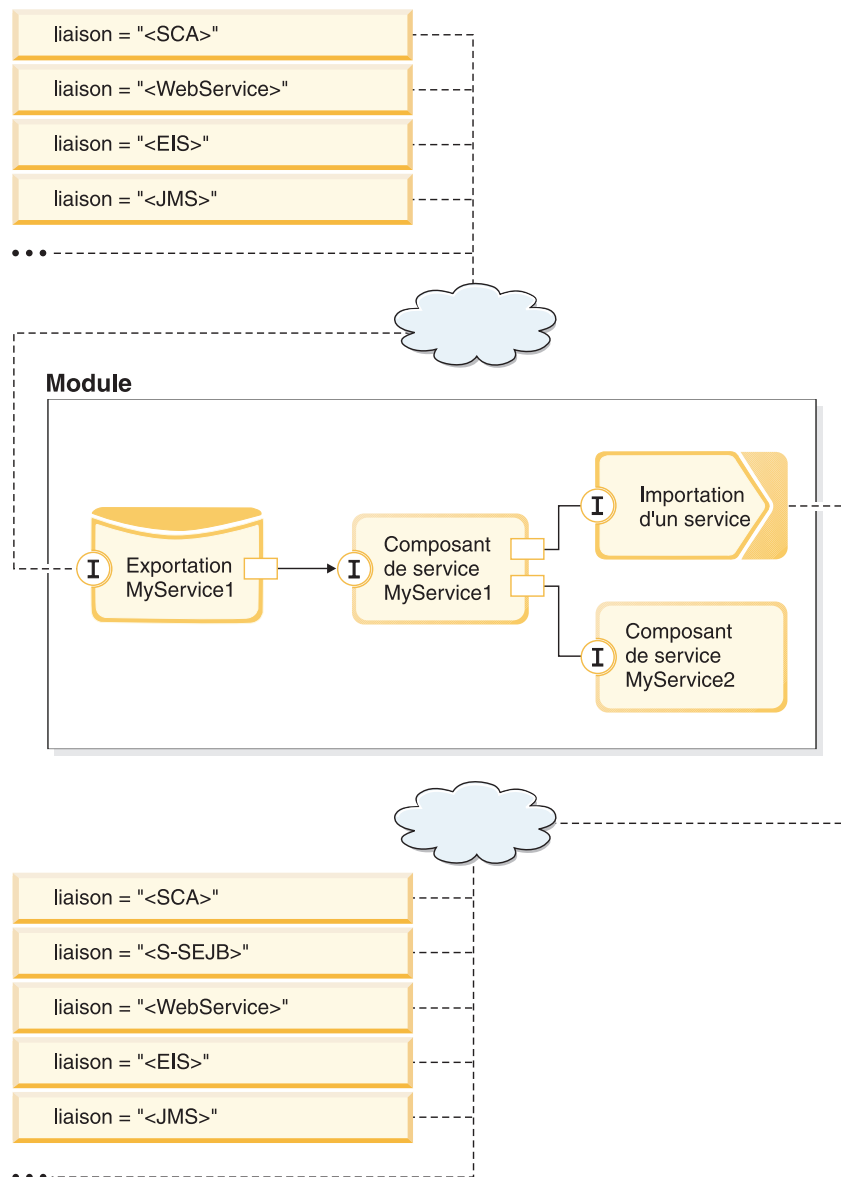 liaison = "<SCA>"
liaison = "<WebService>"
liaison = "<EIS>"
liaison = "<JMS>"
•••
Module
I
Exportation
MyService1
I
Composant
de service
MyService1
I
Importation
d'un service
I
Composant
de service
MyService2
liaison = "<SCA>"
liaison = "<S-SEJB>"
liaison = "<WebService>"
liaison = "<EIS>"
liaison = "<JMS>"
•••